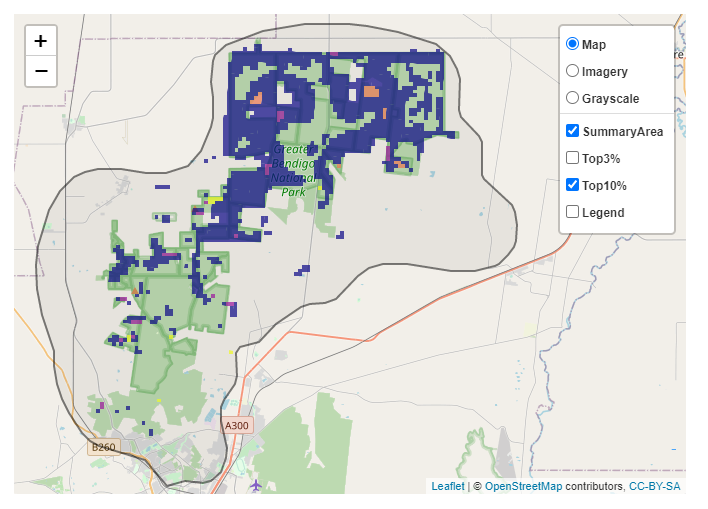 +
−
Map
Imagery
Grayscale
SummaryArea
Top3%
Top10%
Legend
re
Greater
Bendigo
National
Park
A300
B260
Leaflet | © OpenStreetMap contributors, CC-BY-SA